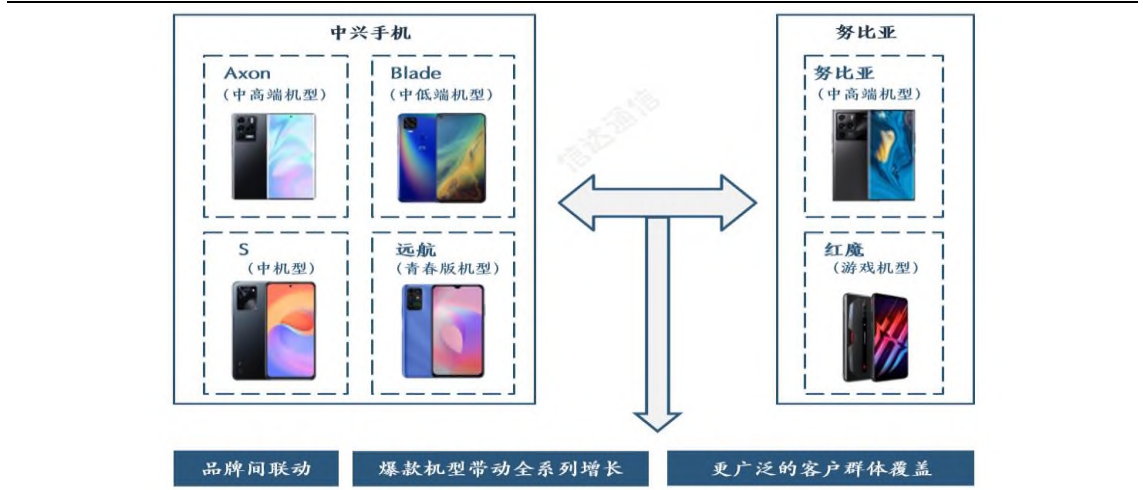 中兴手机
Axon
(中高端机型)
Blade
(中低端机型)
S
(中机型)
远航
(青春版机型)
信达通信
努比亚
努比亚
(中高端机型)
红魔
(游戏机型)
品牌间联动
爆款机型带动全系列增长
更广泛的客户群体覆盖